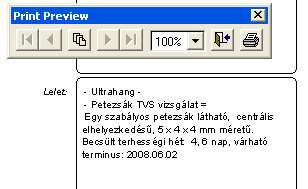 Print Preview
100%
Lelet:
- Ultrahang -
- Petezsák TVS vizsgálat =
Egy szabályos petezsák látható, centrális
elhelyezkedésű, 5 x 4 x 4 mm méretű.
Becsült terhességi hét: 4, 6 nap, várható
terminus: 2008.06.02